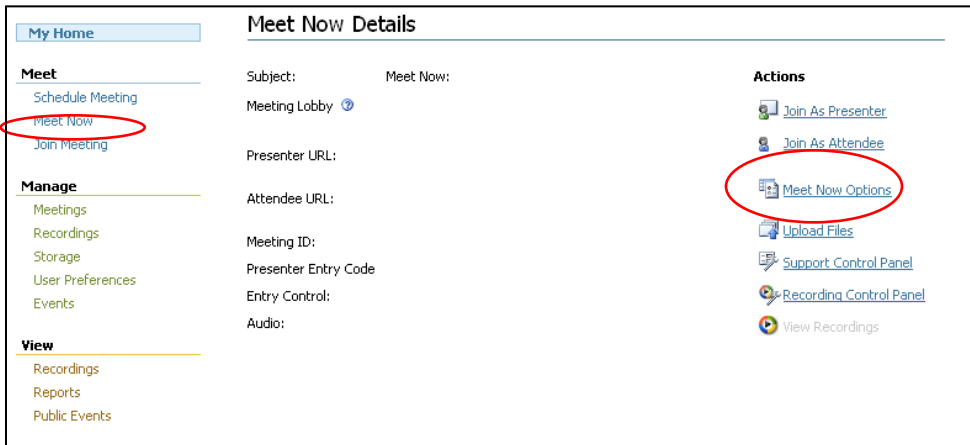 My Home
Meet
Schedule Meeting
Meet Now
Join Meeting
Manage
Meetings
Recordings
Storage
User Preferences
Events
View
Recordings
Reports
Public Events
Meet Now Details
Subject: Meet Now:
Meeting Lobby ?
Presenter URL:
Attendee URL:
Meeting ID:
Presenter Entry Code
Entry Control:
Audio:
Actions
Join As Presenter
Join As Attendee
Meet Now Options
Upload Files
Support Control Panel
Recording Control Panel
View Recordings